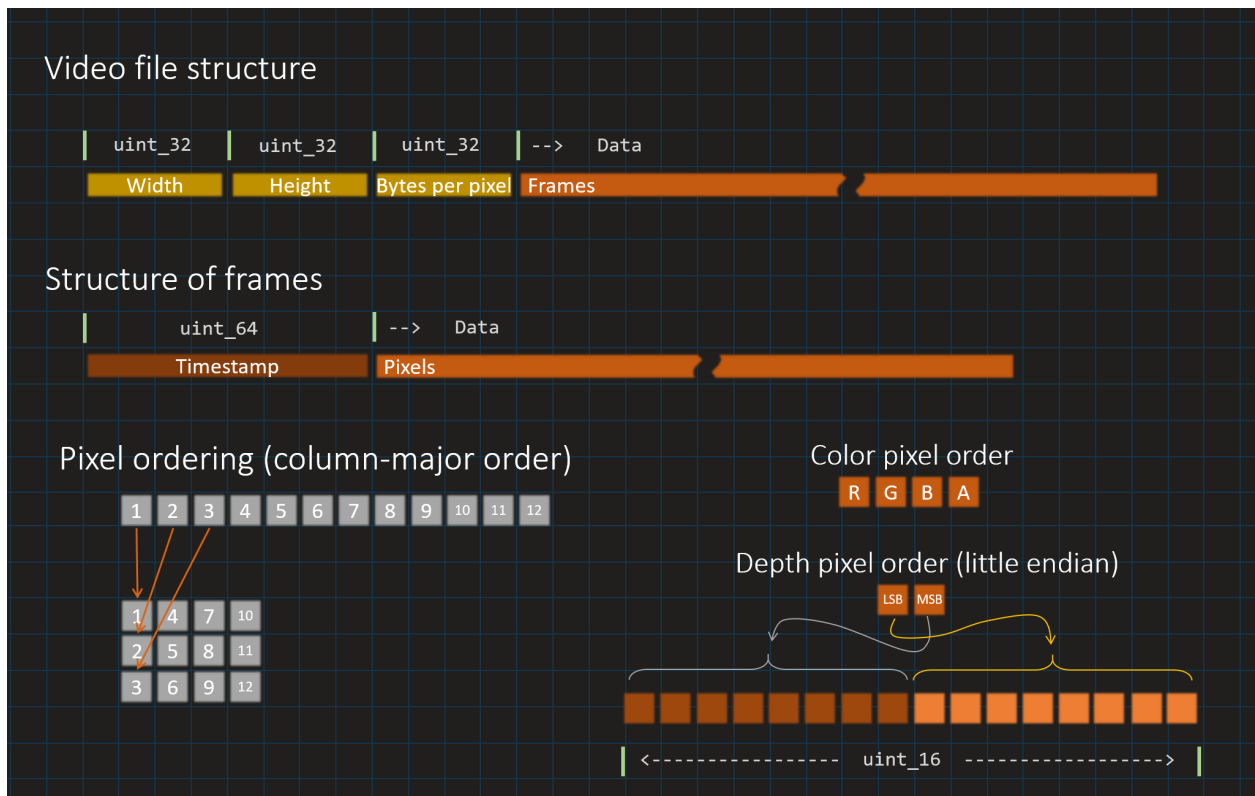 Video file structure
uint_32 uint_32 uint_32 --> Data
Width Height Bytes per pixel Frames
Structure of frames
uint_64 --> Data
Timestamp Pixels
Pixel ordering (column-major order)
1 2 3 4 5 6 7 8 9 10 11 12
1 4 7 10
2 5 8 11
3 6 9 12
Color pixel order
R G B A
Depth pixel order (little endian)
LSB MSB
<----------------- uint_16 ------------------>